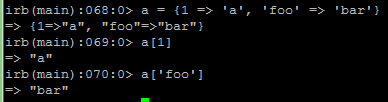 irb(main):068:0> a = {1 => 'a', 'foo' => 'bar'}
=> {1=>"a", "foo"=>"bar"}
irb(main):069:0> a[1]
=> "a"
irb(main):070:0> a['foo']
=> "bar"